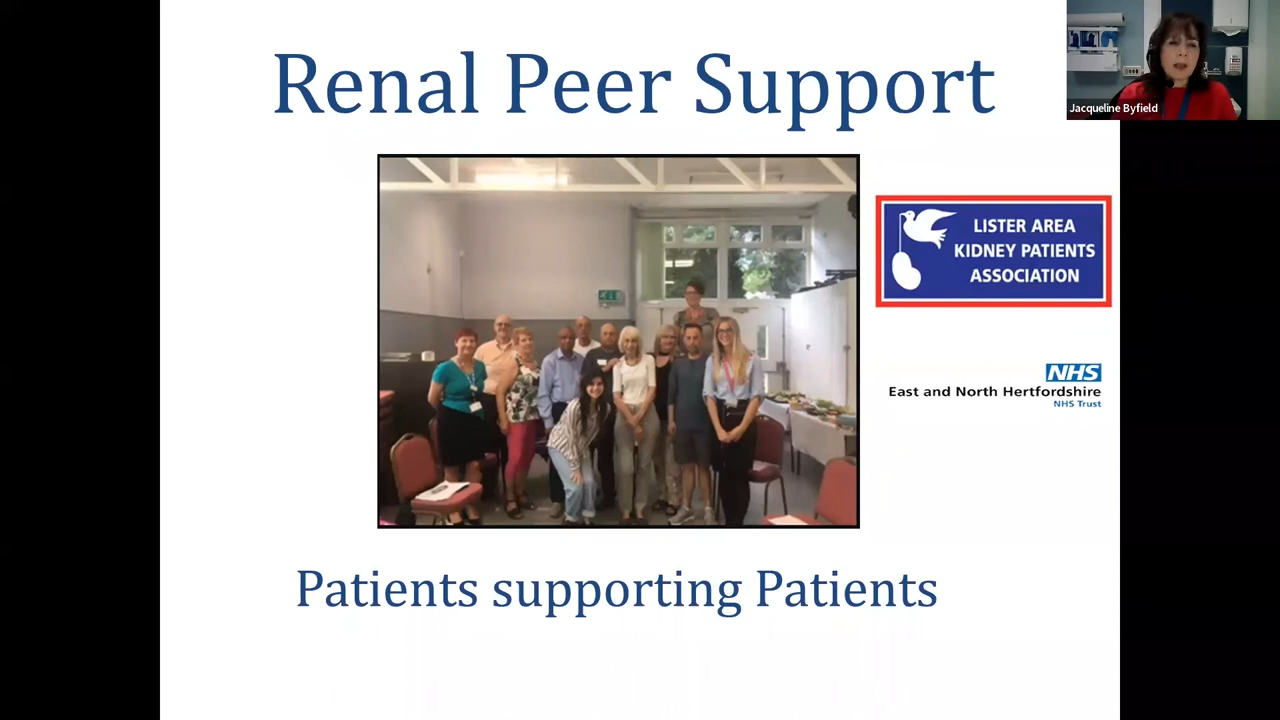 Renal Peer Support
Jacqueline Byfield
LISTER AREA
KIDNEY PATIENTS
ASSOCIATION
NHS
East and North Hertfordshire
NHS Trust
Patients supporting Patients